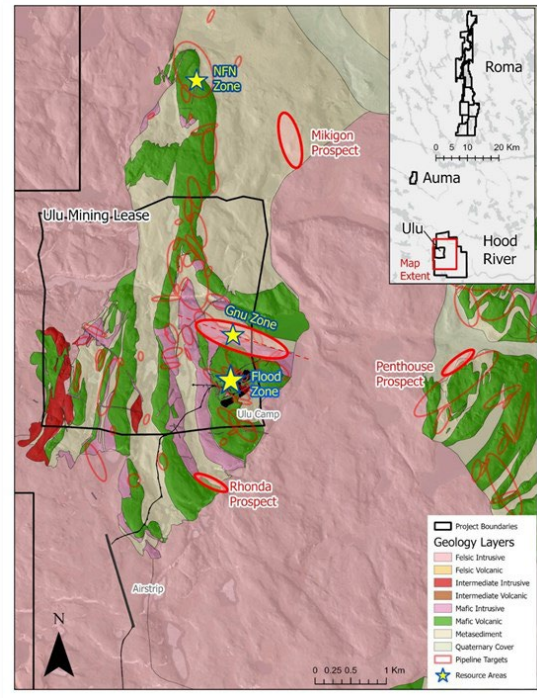 NFN
Zone
Mikigon
Prospect
Ulu Mining Lease
Gnu Zone
Flood
Zone
Ulu Camp
Penthouse
Prospect
Rhonda
Prospect
Airstrip
N
0 0.25 0.5 1 Km
Roma
0 5 10 20 Km
Auma
Ulu
Hood
River
Map
Extent
Project Boundaries
Geology Layers
Felsic Intrusive
Felsic Volcanic
Intermediate Intrusive
Intermediate Volcanic
Mafic Intrusive
Mafic Volcanic
Metasediment
Quaternary Cover
Pipeline Targets
Resource Areas